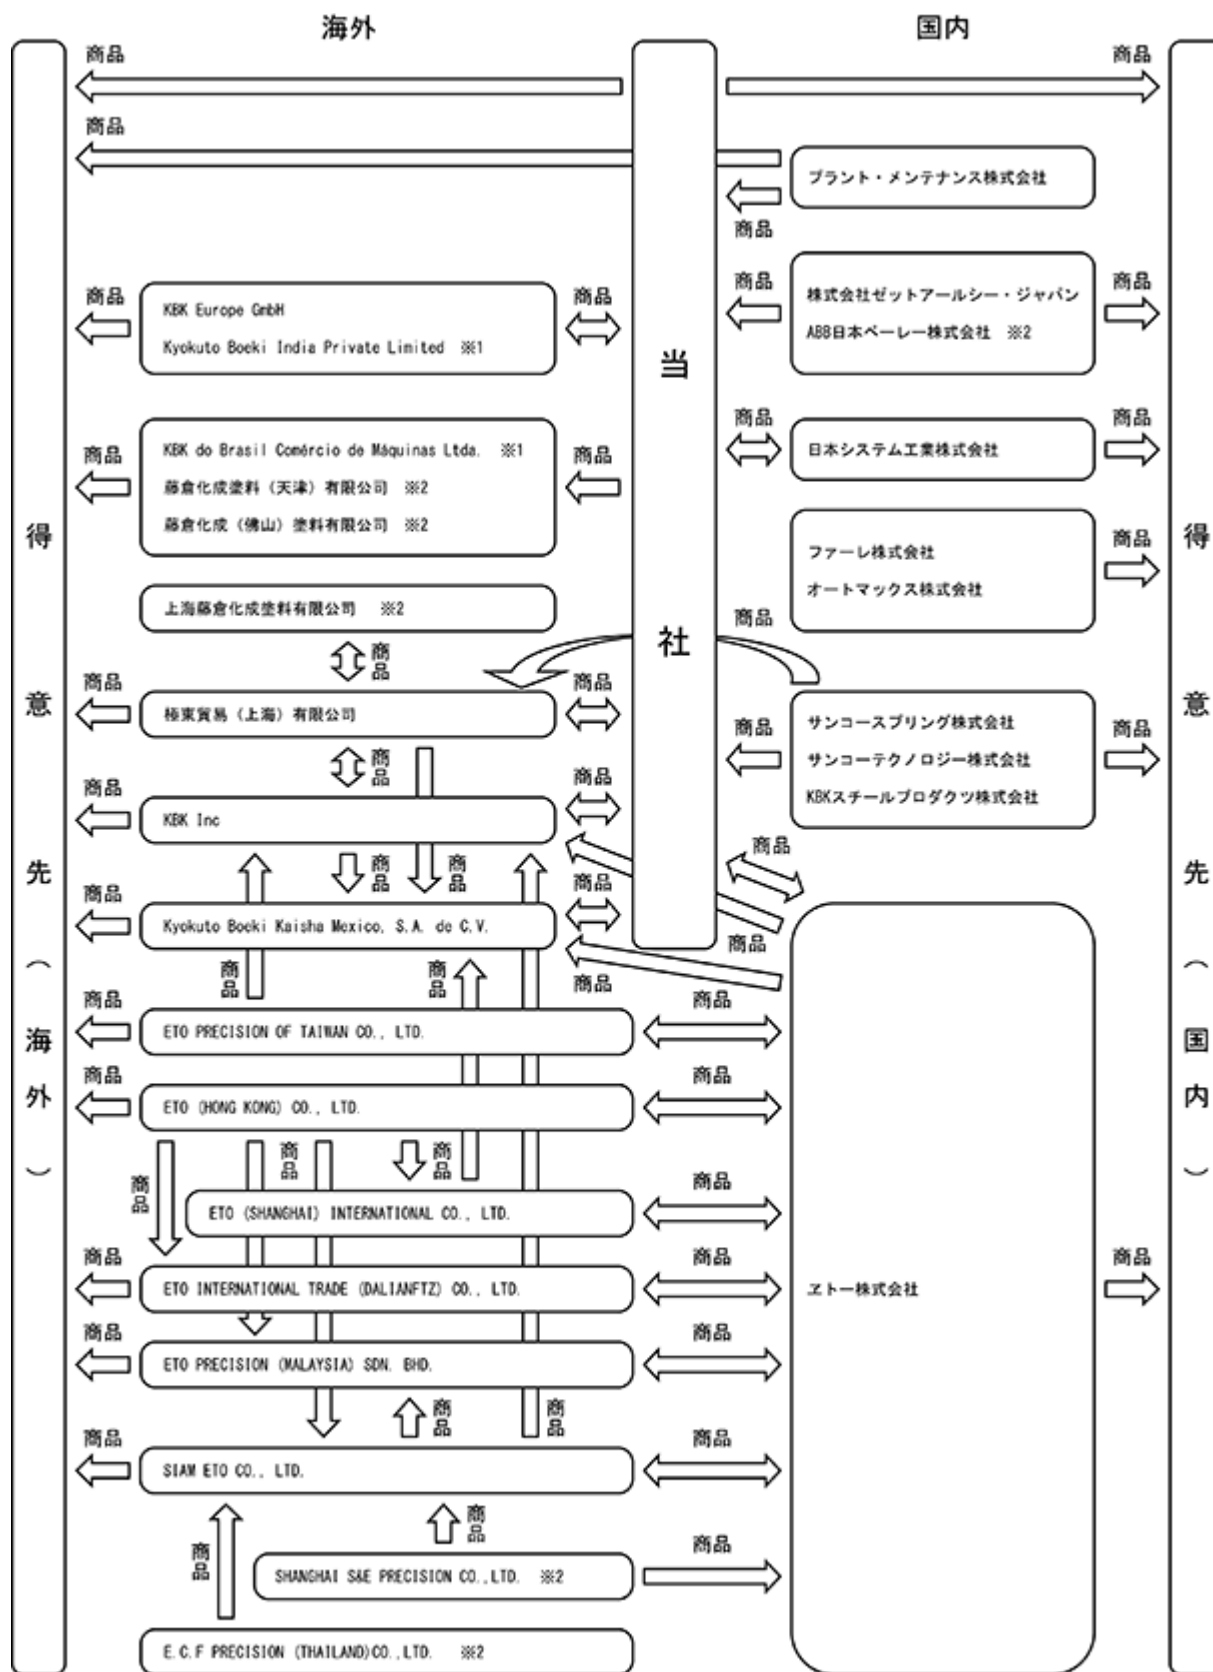 海外
国内
商品
商品
商品
プラント・メンテナンス株式会社
商品
商品
KBK Europe GmbH
Kyokuto Boeki India Private Limited ※1
商品
商品
株式会社ゼットアールシー・ジャパン
ABB日本ベーレー株式会社 ※2
商品
当社
商品
KBK do Brasil Comércio de Máquinas Ltda. ※1
藤倉化成塗料（天津）有限公司 ※2
藤倉化成（佛山）塗料有限公司 ※2
商品
商品
日本システム工業株式会社
商品
得意先（海外）
得意先（国内）
ファーレ株式会社
オートマックス株式会社
商品
上海藤倉化成塗料有限公司 ※2
商品
商品
商品
極東貿易（上海）有限公司
商品
商品
サンコースプリング株式会社
サンコーテクノロジー株式会社
KBKスチールプロダクツ株式会社
商品
商品
商品
KBK Inc
商品
商品
商品
商品
商品
Kyokuto Boeki Kaisha Mexico, S.A. de C.V.
商品
商品
商品
商品
商品
商品
ETO PRECISION OF TAIWAN CO., LTD.
商品
商品
ETO (HONG KONG) CO., LTD.
商品
商品
商品
商品
ETO (SHANGHAI) INTERNATIONAL CO., LTD.
商品
商品
ETO INTERNATIONAL TRADE (DALIANFTZ) CO., LTD.
商品
ヱトー株式会社
商品
商品
ETO PRECISION (MALAYSIA) SDN. BHD.
商品
商品
商品
商品
SIAM ETO CO., LTD.
商品
商品
商品
SHANGHAI S&E PRECISION CO.,LTD. ※2
商品
E.C.F PRECISION (THAILAND)CO.,LTD. ※2